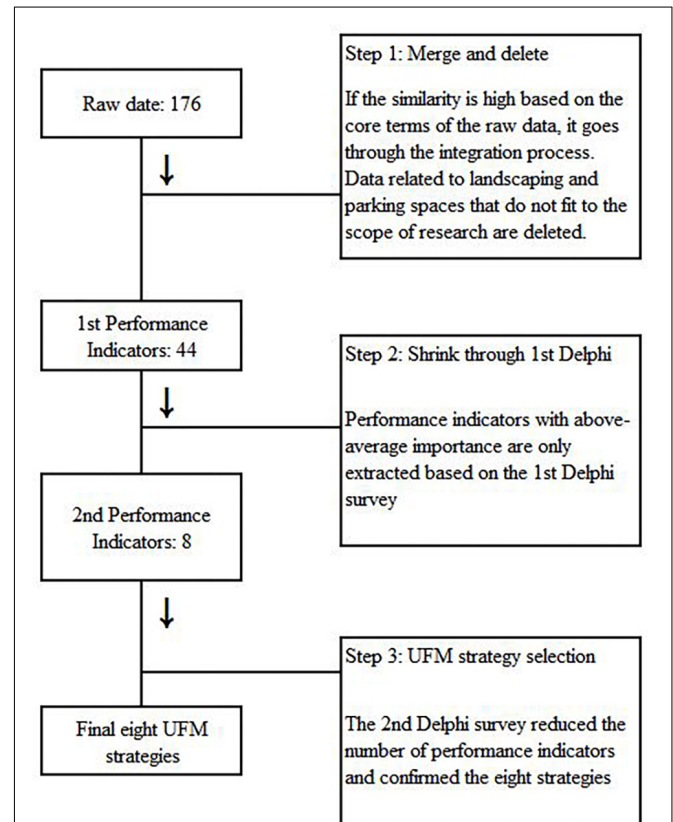 Raw date: 176
Step 1: Merge and delete
If the similarity is high based on the
core terms of the raw data, it goes
through the integration process.
Data related to landscaping and
parking spaces that do not fit to the
scope of research are deleted.
1st Performance
Indicators: 44
Step 2: Shrink through 1st Delphi
Performance indicators with above-
average importance are only
extracted based on the 1st Delphi
survey
2nd Performance
Indicators: 8
Step 3: UFM strategy selection
The 2nd Delphi survey reduced the
number of performance indicators
and confirmed the eight strategies
Final eight UFM
strategies